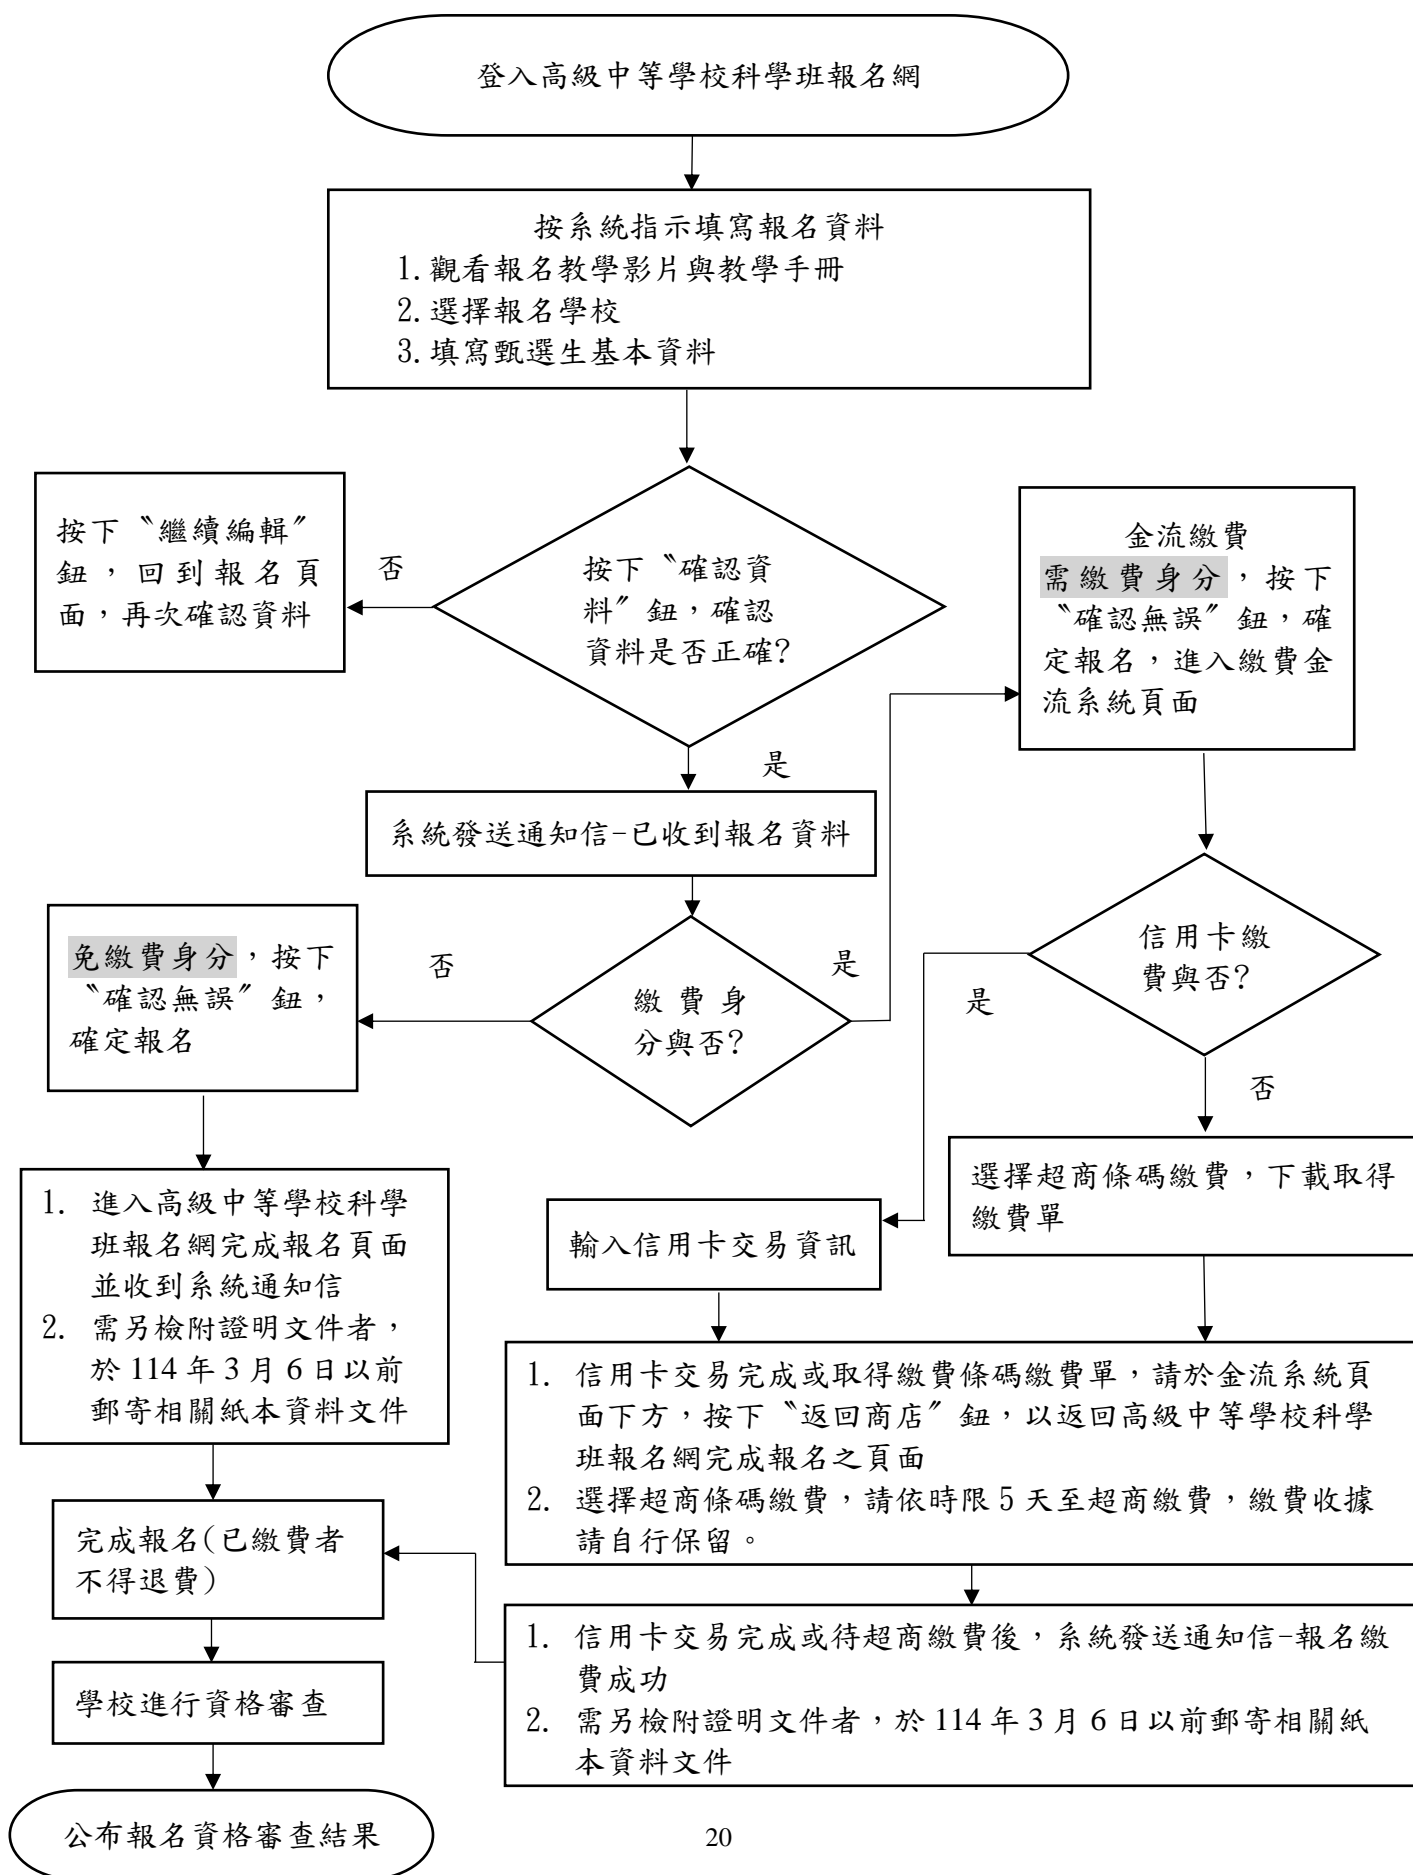 登入高級中等學校科學班報名網
按系統指示填寫報名資料
1.觀看報名教學影片與教學手冊
2.選擇報名學校
3.填寫甄選生基本資料
按下〝繼續編輯〞
鈕，回到報名頁
面，再次確認資料
否
按下〝確認資
料〞鈕，確認
資料是否正確?
金流繳費
需繳費身分，按下
〝確認無誤〞鈕，確
定報名，進入繳費金
流系統頁面
是
系統發送通知信-已收到報名資料
免繳費身分，按下
〝確認無誤〞鈕，
確定報名
否
繳費身
分與否?
是
信用卡繳
費與否?
是
否
1. 進入高級中等學校科學
班報名網完成報名頁面
並收到系統通知信
2. 需另檢附證明文件者，
於 114 年 3 月 6 日以前
郵寄相關紙本資料文件
輸入信用卡交易資訊
選擇超商條碼繳費，下載取得
繳費單
1. 信用卡交易完成或取得繳費條碼繳費單，請於金流系統頁
面下方，按下〝返回商店〞鈕，以返回高級中等學校科學
班報名網完成報名之頁面
2. 選擇超商條碼繳費，請依時限 5 天至超商繳費，繳費收據
請自行保留。
完成報名(已繳費者
不得退費)
1. 信用卡交易完成或待超商繳費後，系統發送通知信-報名繳
費成功
2. 需另檢附證明文件者，於 114 年 3 月 6 日以前郵寄相關紙
本資料文件
學校進行資格審查
公布報名資格審查結果
20